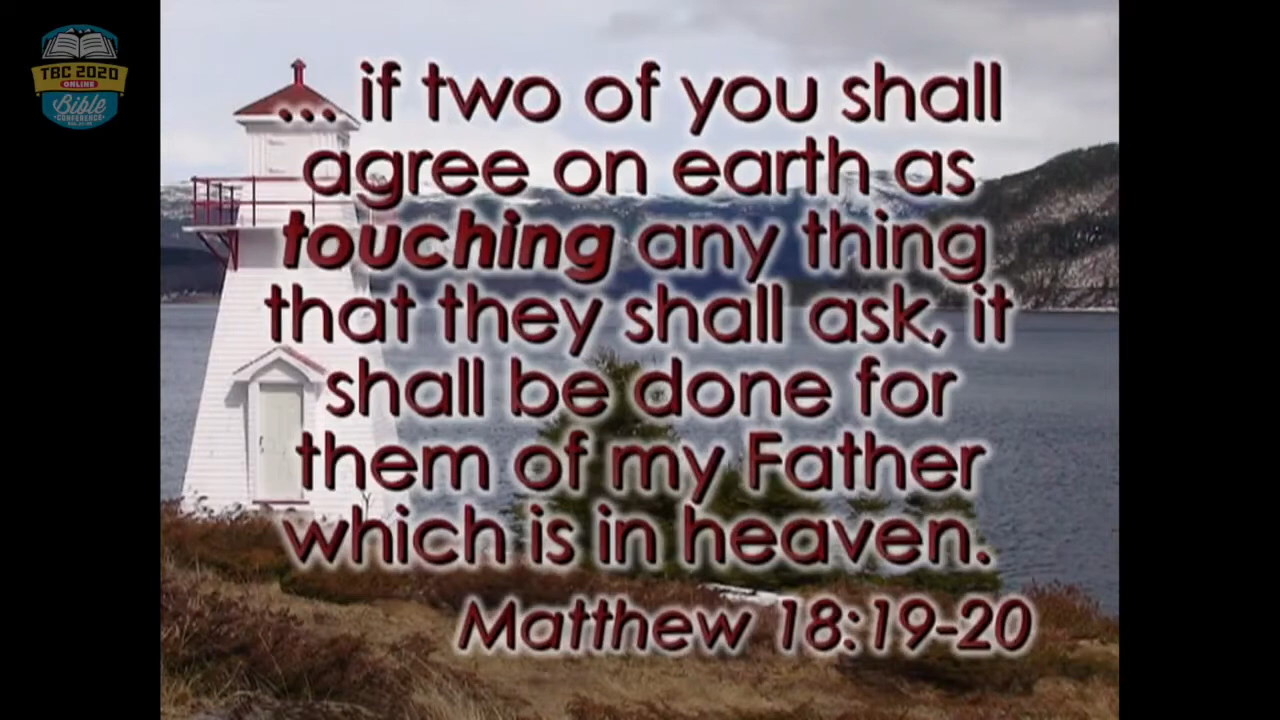 TBC 2020
ONLINE
Bible
CONFERENCE
... if two of you shall
agree on earth as
touching any thing
that they shall ask, it
shall be done for
them of my Father
which is in heaven.
Matthew 18:19-20